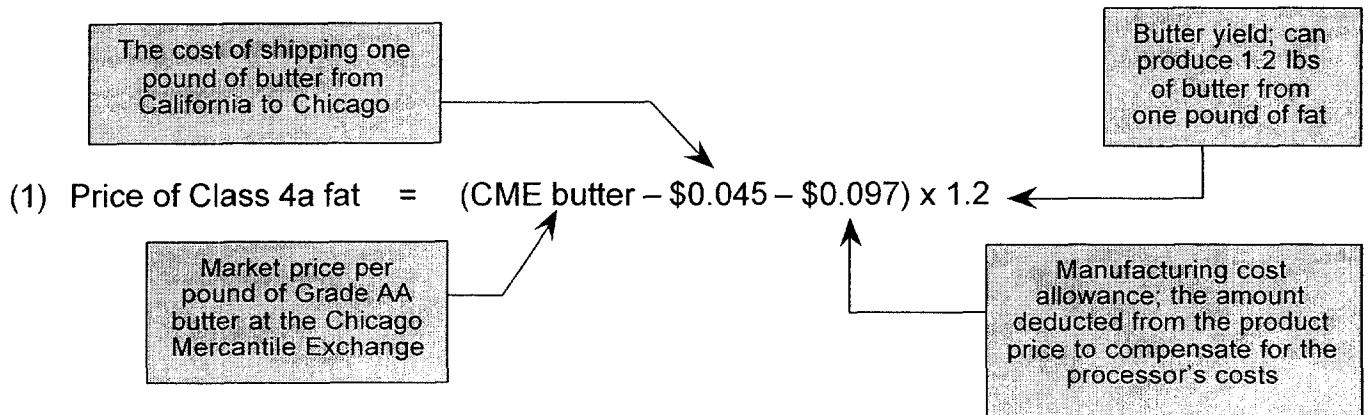 The cost of shipping one
pound of butter from
California to Chicago
Butter yield; can
produce 1.2 lbs
of butter from
one pound of fat
(1) Price of Class 4a fat = (CME butter – $0.045 – $0.097) x 1.2
Market price per
pound of Grade AA
butter at the Chicago
Mercantile Exchange
Manufacturing cost
allowance; the amount
deducted from the product
price to compensate for the
processor's costs